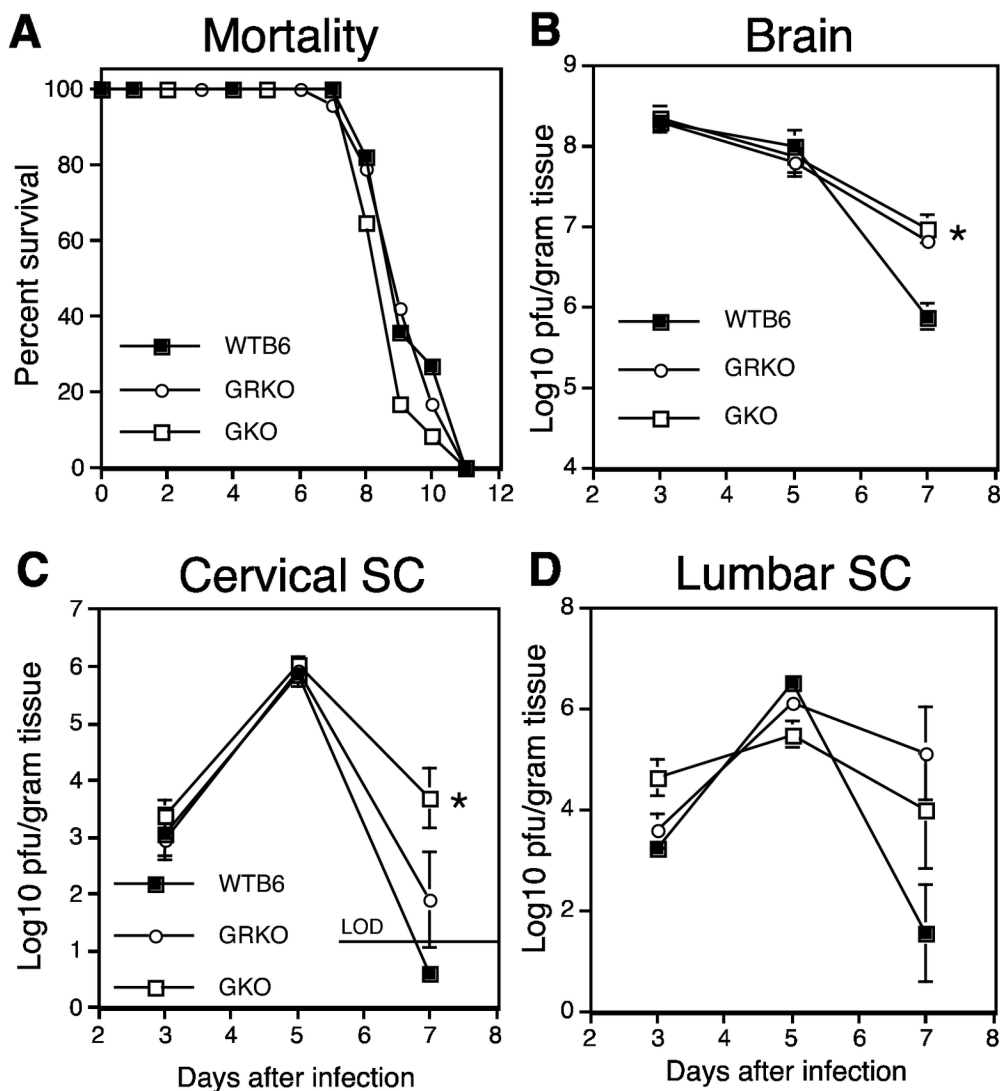 A Mortality
Percent survival
100
80
60
40
20
0
0 2 4 6 8 10 12
WTB6
GRKO
GKO
B Brain
Log10 pfu/gram tissue
9
8
7
6
5
4
2 3 4 5 6 7 8
*
WTB6
GRKO
GKO
C Cervical SC
Log10 pfu/gram tissue
7
6
5
4
3
2
1
0
2 3 4 5 6 7 8
*
LOD
WTB6
GRKO
GKO
Days after infection
D Lumbar SC
Log10 pfu/gram tissue
8
6
4
2
0
2 3 4 5 6 7 8
Days after infection